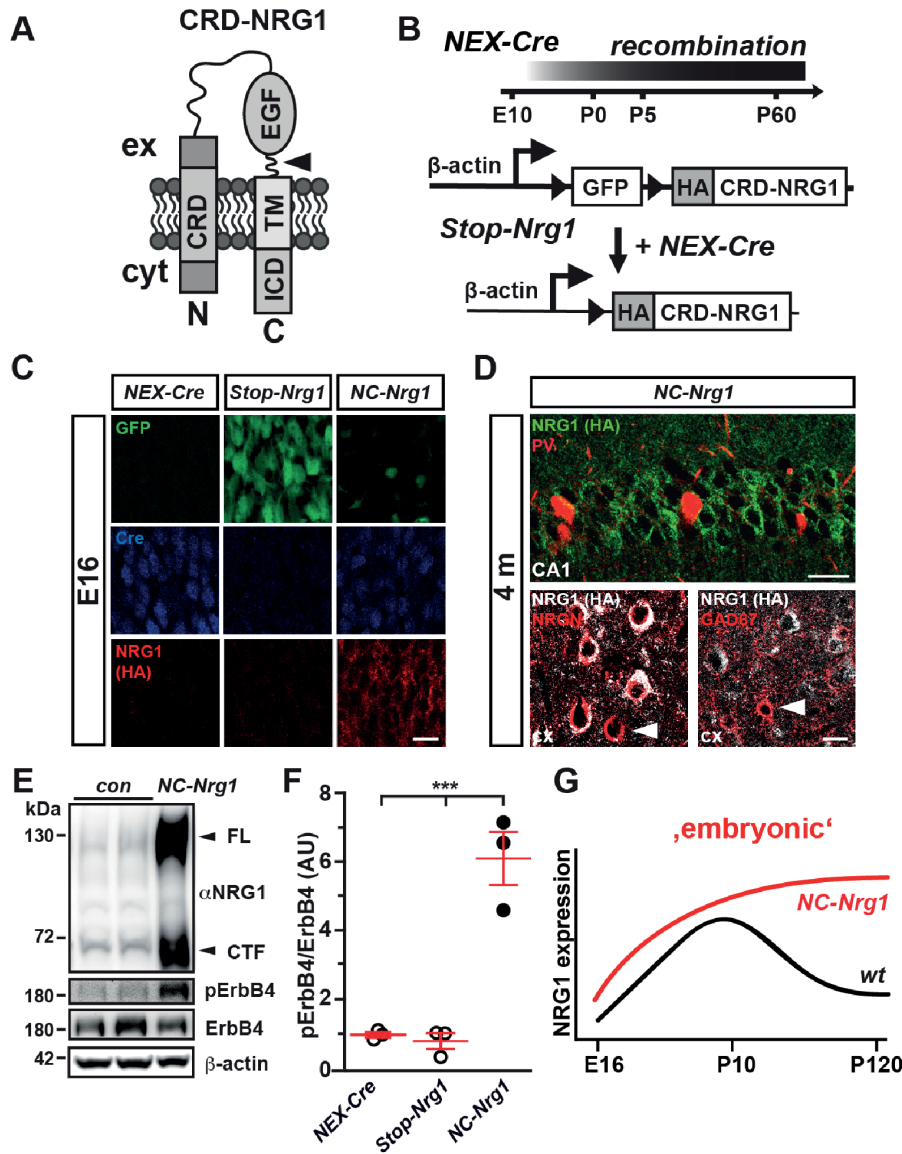 A
CRD-NRG1
ex
cyt
CRD
EGF
TM
ICD
N
C
B
NEX-Cre
recombination
E10
P0
P5
P60
β-actin
GFP
HA
CRD-NRG1
Stop-Nrg1
+ NEX-Cre
β-actin
HA
CRD-NRG1
C
NEX-Cre
Stop-Nrg1
NC-Nrg1
E16
GFP
Cre
NRG1
(HA)
D
NC-Nrg1
4 m
NRG1 (HA)
PV
CA1
NRG1 (HA)
NRGN
CX
NRG1 (HA)
GAD67
CX
E
con
NC-Nrg1
kDa
130
FL
αNRG1
72
CTF
180
pErbB4
180
ErbB4
42
β-actin
F
***
pErbB4/ErbB4 (AU)
8
6
4
2
0
NEX-Cre
Stop-Nrg1
NC-Nrg1
G
‚embryonic‘
NRG1 expression
NC-Nrg1
wt
E16
P10
P120